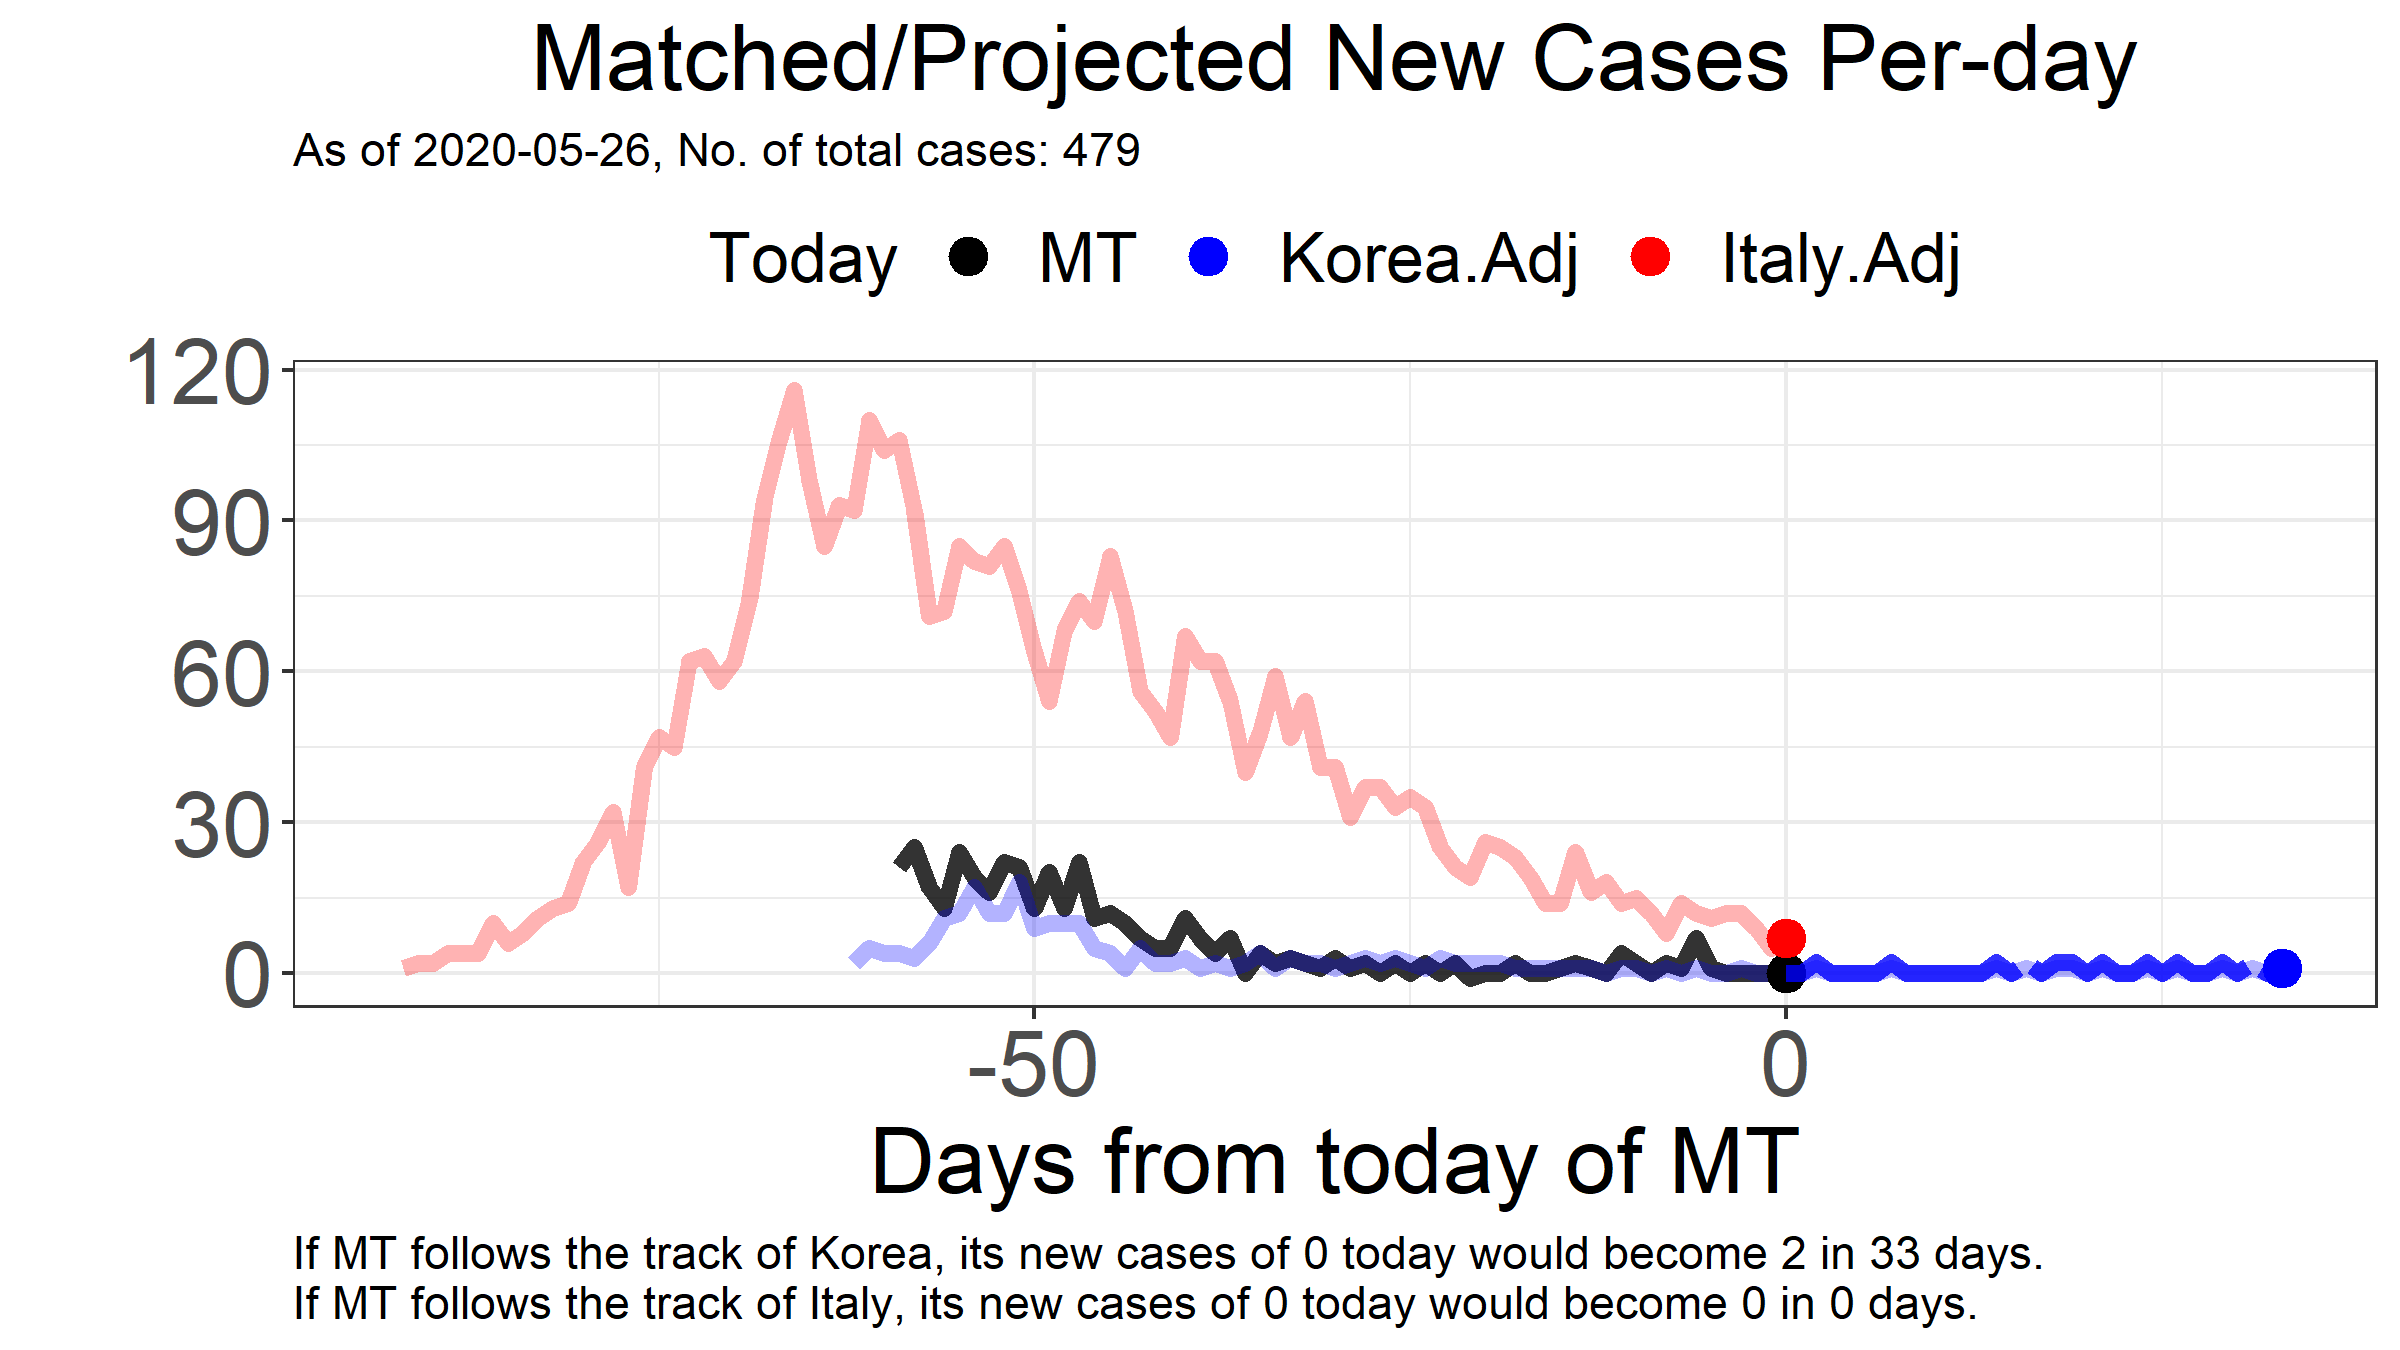 Matched/Projected New Cases Per-day
As of 2020-05-26, No. of total cases: 479
Today MT Korea.Adj Italy.Adj
120
90
60
30
0
-50 0
Days from today of MT
If MT follows the track of Korea, its new cases of 0 today would become 2 in 33 days.
If MT follows the track of Italy, its new cases of 0 today would become 0 in 0 days.